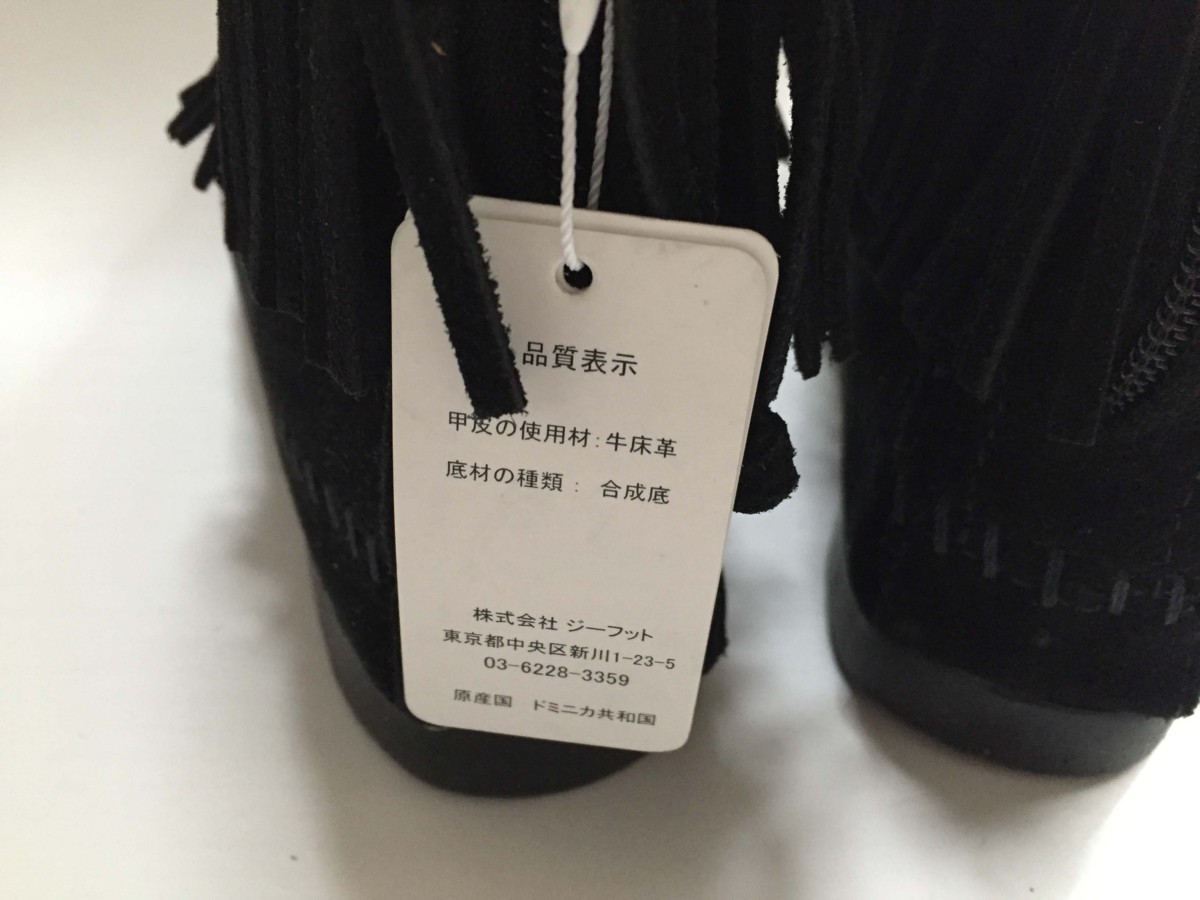 品質表示
甲皮の使用材：牛床革
底材の種類： 合成底
株式会社 ジーフット
東京都中央区新川1-23-5
03-6228-3359
原産国 ドミニカ共和国